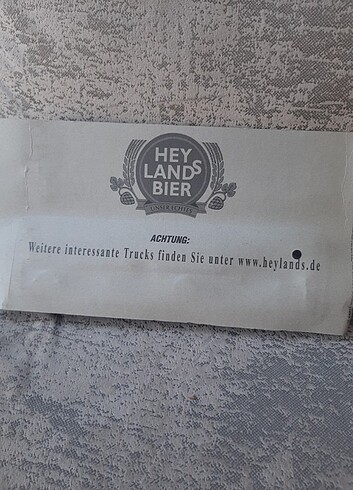 HEY
LANDS
BIER
UNSER ECHTES
ACHTUNG:
Weitere interessante Trucks finden Sie unter www.heylands.de